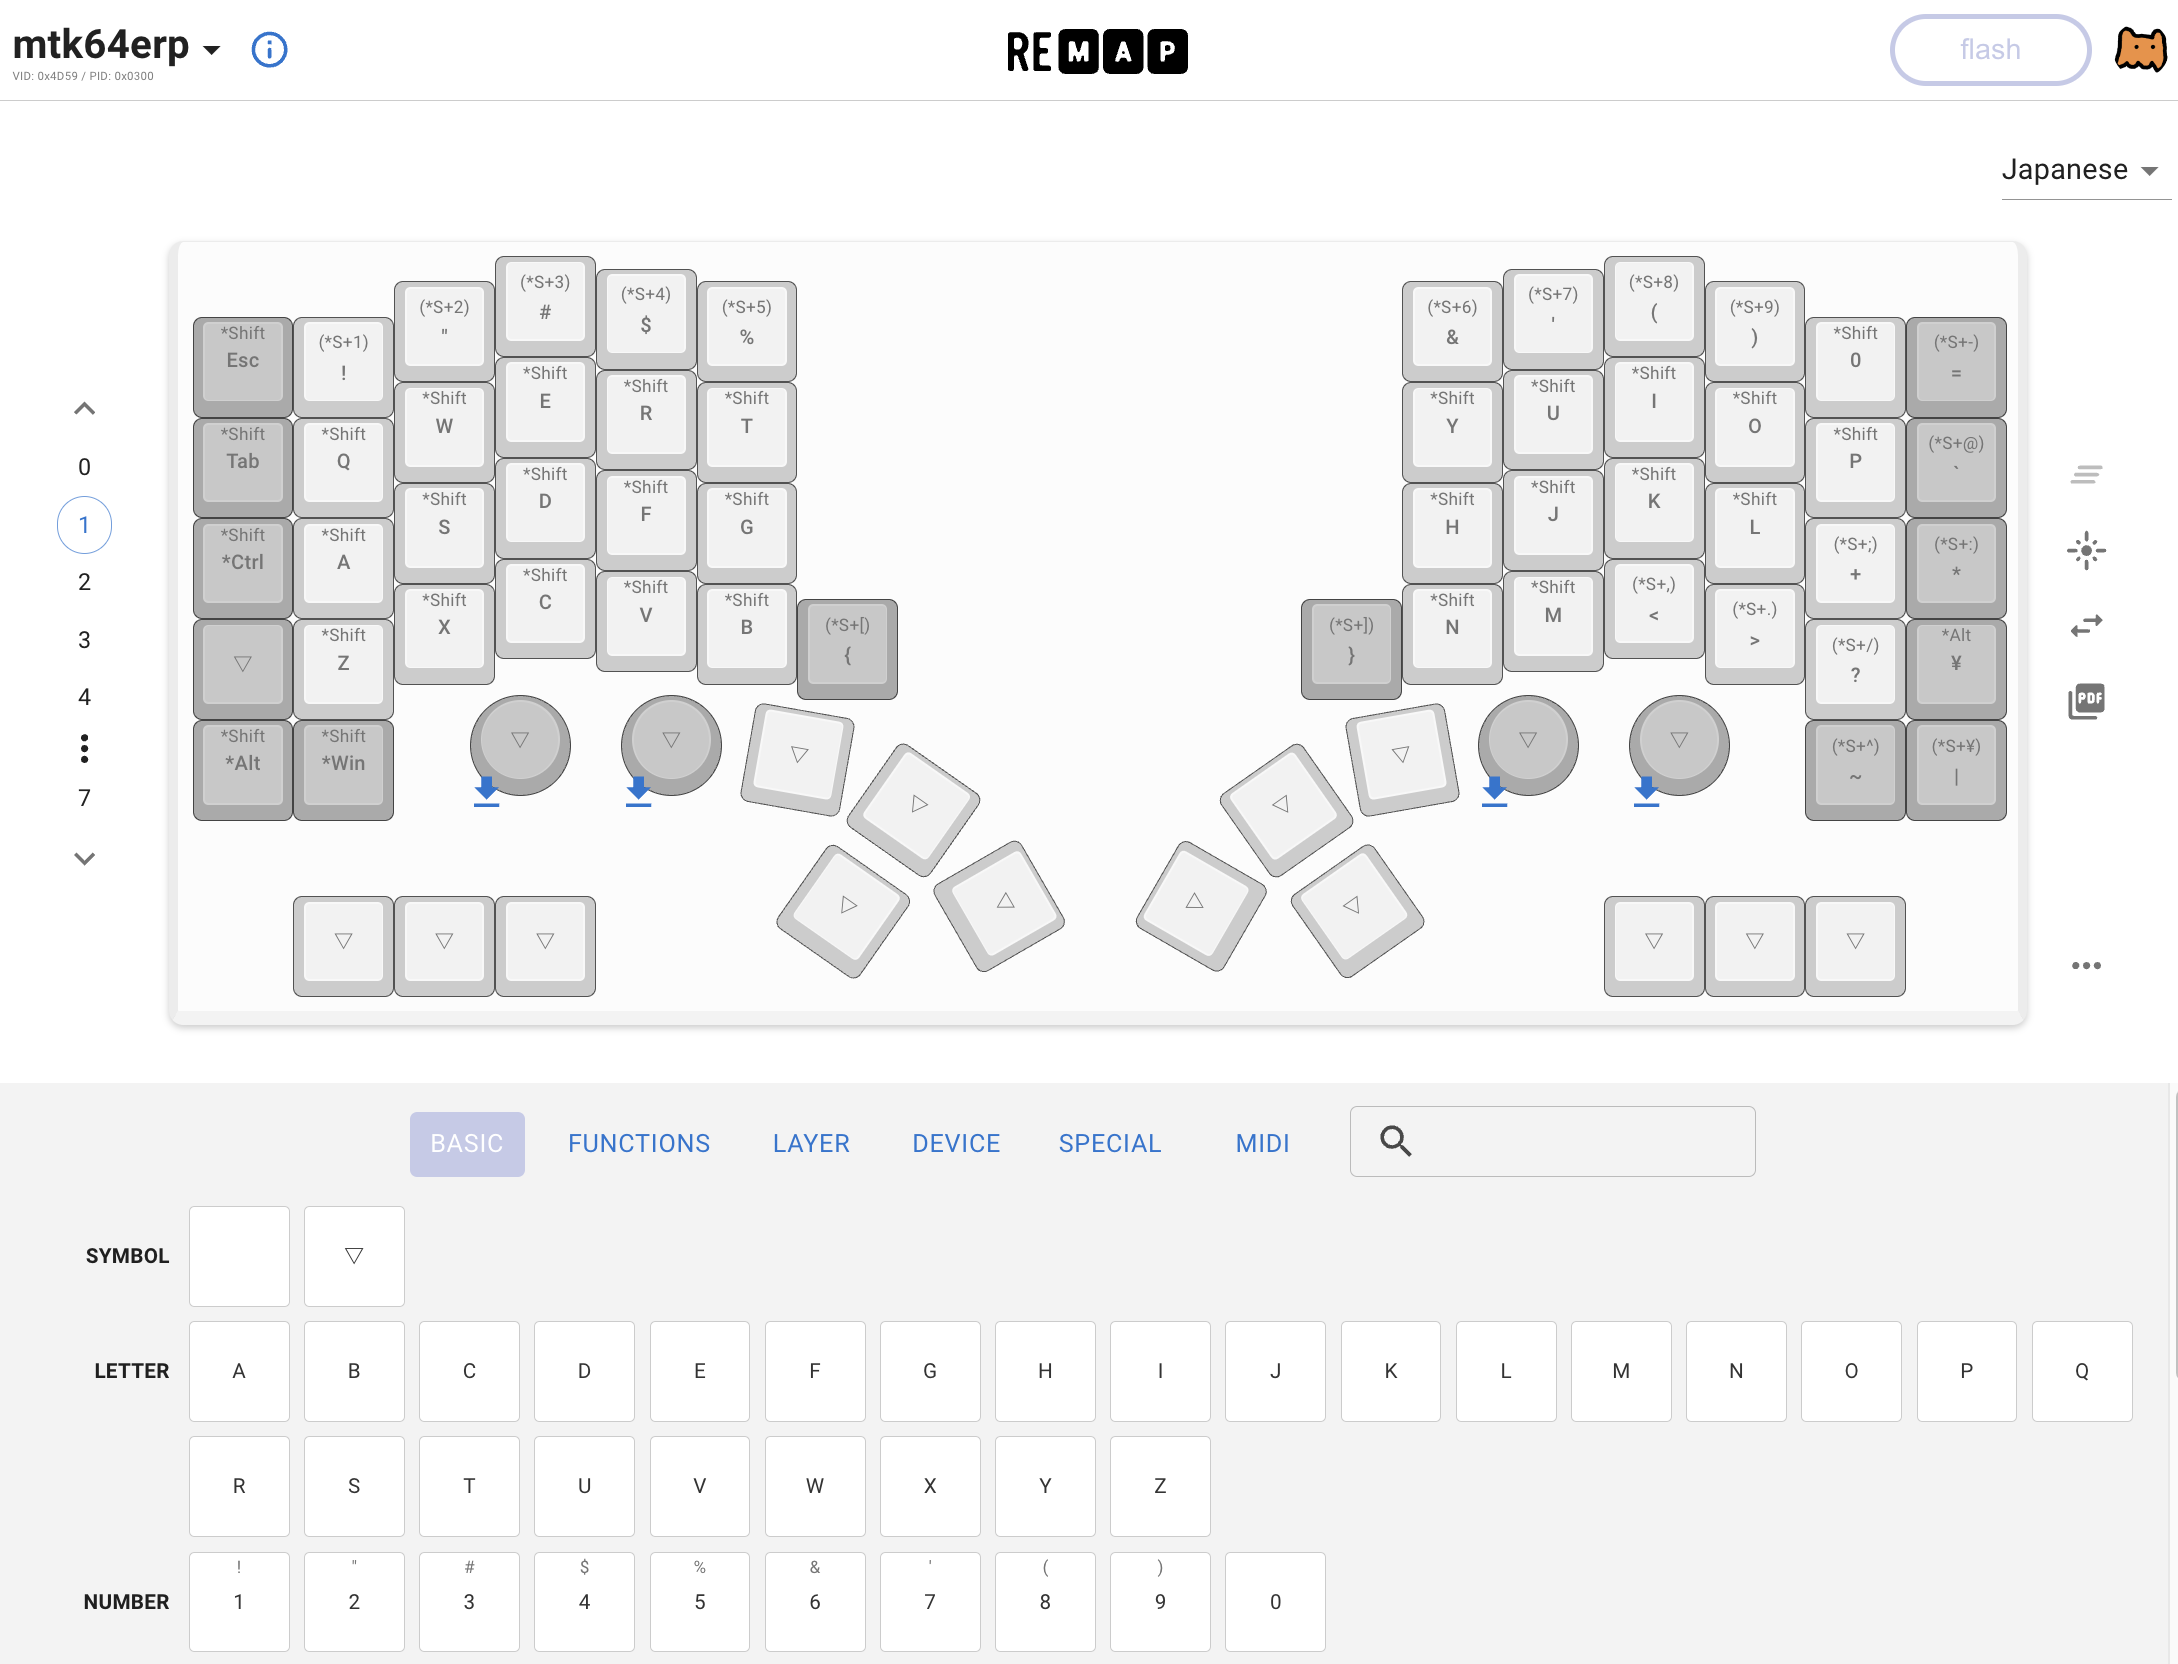 mtk64erp
VID: 0x4D59 / PID: 0x0300
REMAP
flash
Japanese
0
1
2
3
4
7
*Shift Esc
(*S+1) !
(*S+2) "
(*S+3) #
(*S+4) $
(*S+5) %
(*S+6) &
(*S+7) '
(*S+8) (
(*S+9) )
*Shift 0
(*S+-) =
*Shift Tab
*Shift Q
*Shift W
*Shift E
*Shift R
*Shift T
*Shift Y
*Shift U
*Shift I
*Shift O
*Shift P
(*S+@) `
*Shift *Ctrl
*Shift A
*Shift S
*Shift D
*Shift F
*Shift G
*Shift H
*Shift J
*Shift K
*Shift L
(*S+;) +
(*S+:) *
▽
*Shift Z
*Shift X
*Shift C
*Shift V
*Shift B
(*S+[) {
(*S+]) }
*Shift N
*Shift M
(*S+,) <
(*S+.) >
(*S+/) ?
*Alt ¥
*Shift *Alt
*Shift *Win
▽ ▽ ▽ ▷ ◁ ▽ ▽ ▽
(*S+^) ~
(*S+¥) |
▷ △ △ ◁
▽ ▽ ▽ ▽ ▽ ▽
PDF
BASIC FUNCTIONS LAYER DEVICE SPECIAL MIDI
SYMBOL ▽
LETTER A B C D E F G H I J K L M N O P Q
R S T U V W X Y Z
! " # $ % & ' ( )
NUMBER 1 2 3 4 5 6 7 8 9 0